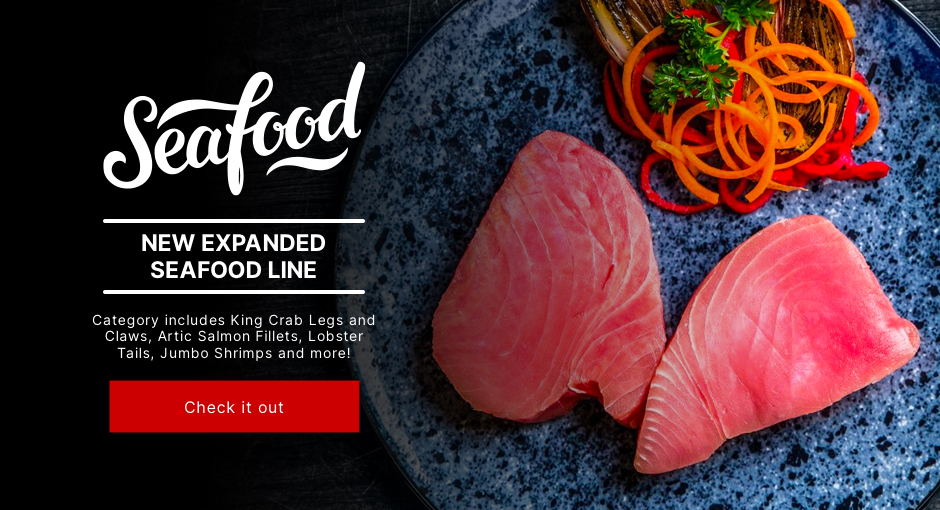 Seafood
NEW EXPANDED
SEAFOOD LINE
Category includes King Crab Legs and
Claws, Artic Salmon Fillets, Lobster
Tails, Jumbo Shrimps and more!
Check it out